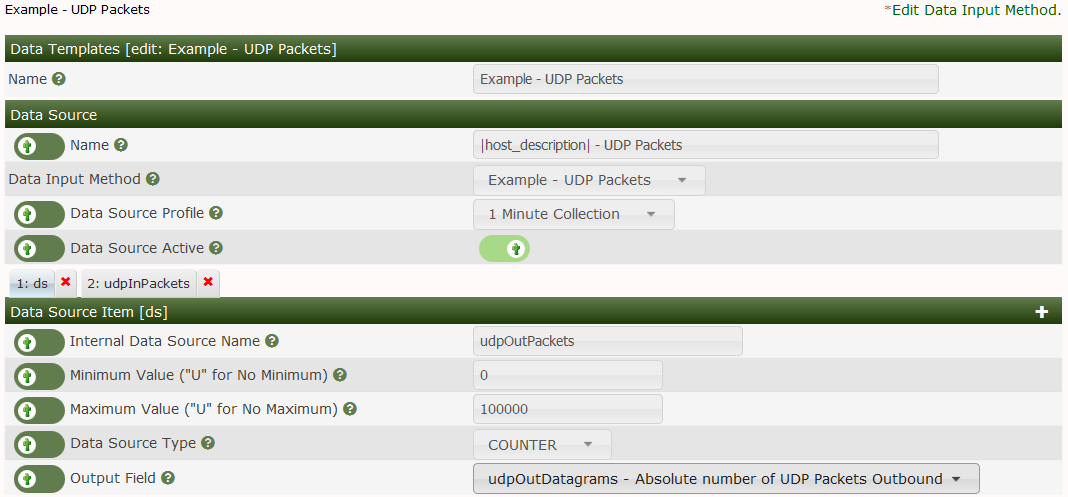 Example - UDP Packets *Edit Data Input Method.
Data Templates [edit: Example - UDP Packets]
Name Example - UDP Packets
Data Source
Name |host_description| - UDP Packets
Data Input Method Example - UDP Packets
Data Source Profile 1 Minute Collection
Data Source Active
1: ds 2: udpInPackets
Data Source Item [ds]
Internal Data Source Name udpOutPackets
Minimum Value ("U" for No Minimum) 0
Maximum Value ("U" for No Maximum) 100000
Data Source Type COUNTER
Output Field udpOutDatagrams - Absolute number of UDP Packets Outbound